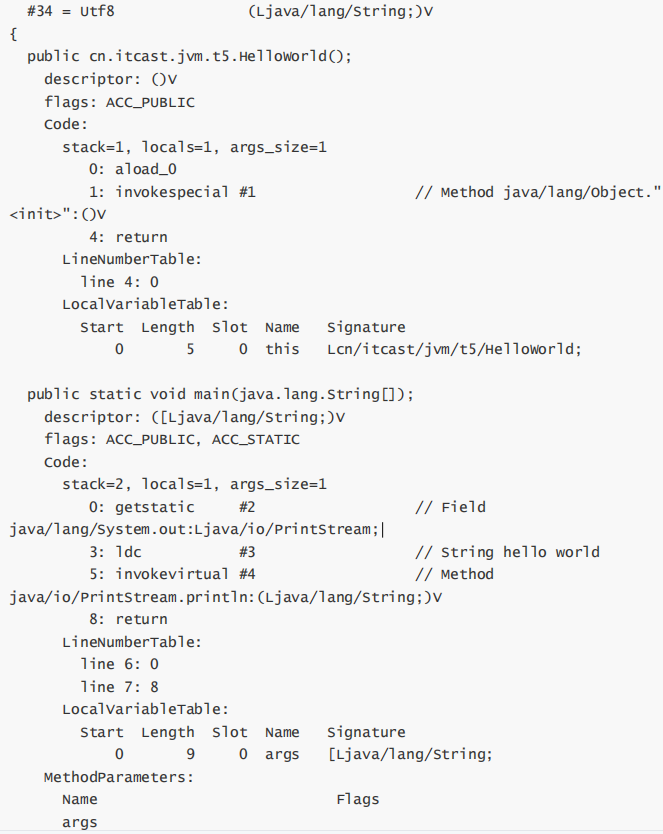 #34 = Utf8               (Ljava/lang/String;)V
{
  public cn.itcast.jvm.t5.HelloWorld();
    descriptor: ()V
    flags: ACC_PUBLIC
    Code:
      stack=1, locals=1, args_size=1
         0: aload_0
         1: invokespecial #1                  // Method java/lang/Object."
<init>":()V
         4: return
      LineNumberTable:
        line 4: 0
      LocalVariableTable:
        Start  Length  Slot  Name   Signature
            0       5     0  this   Lcn/itcast/jvm/t5/HelloWorld;

  public static void main(java.lang.String[]);
    descriptor: ([Ljava/lang/String;)V
    flags: ACC_PUBLIC, ACC_STATIC
    Code:
      stack=2, locals=1, args_size=1
         0: getstatic     #2                  // Field
java/lang/System.out:Ljava/io/PrintStream;
         3: ldc           #3                  // String hello world
         5: invokevirtual #4                  // Method
java/io/PrintStream.println:(Ljava/lang/String;)V
         8: return
      LineNumberTable:
        line 6: 0
        line 7: 8
      LocalVariableTable:
        Start  Length  Slot  Name   Signature
            0       9     0  args   [Ljava/lang/String;
    MethodParameters:
      Name                           Flags
      args